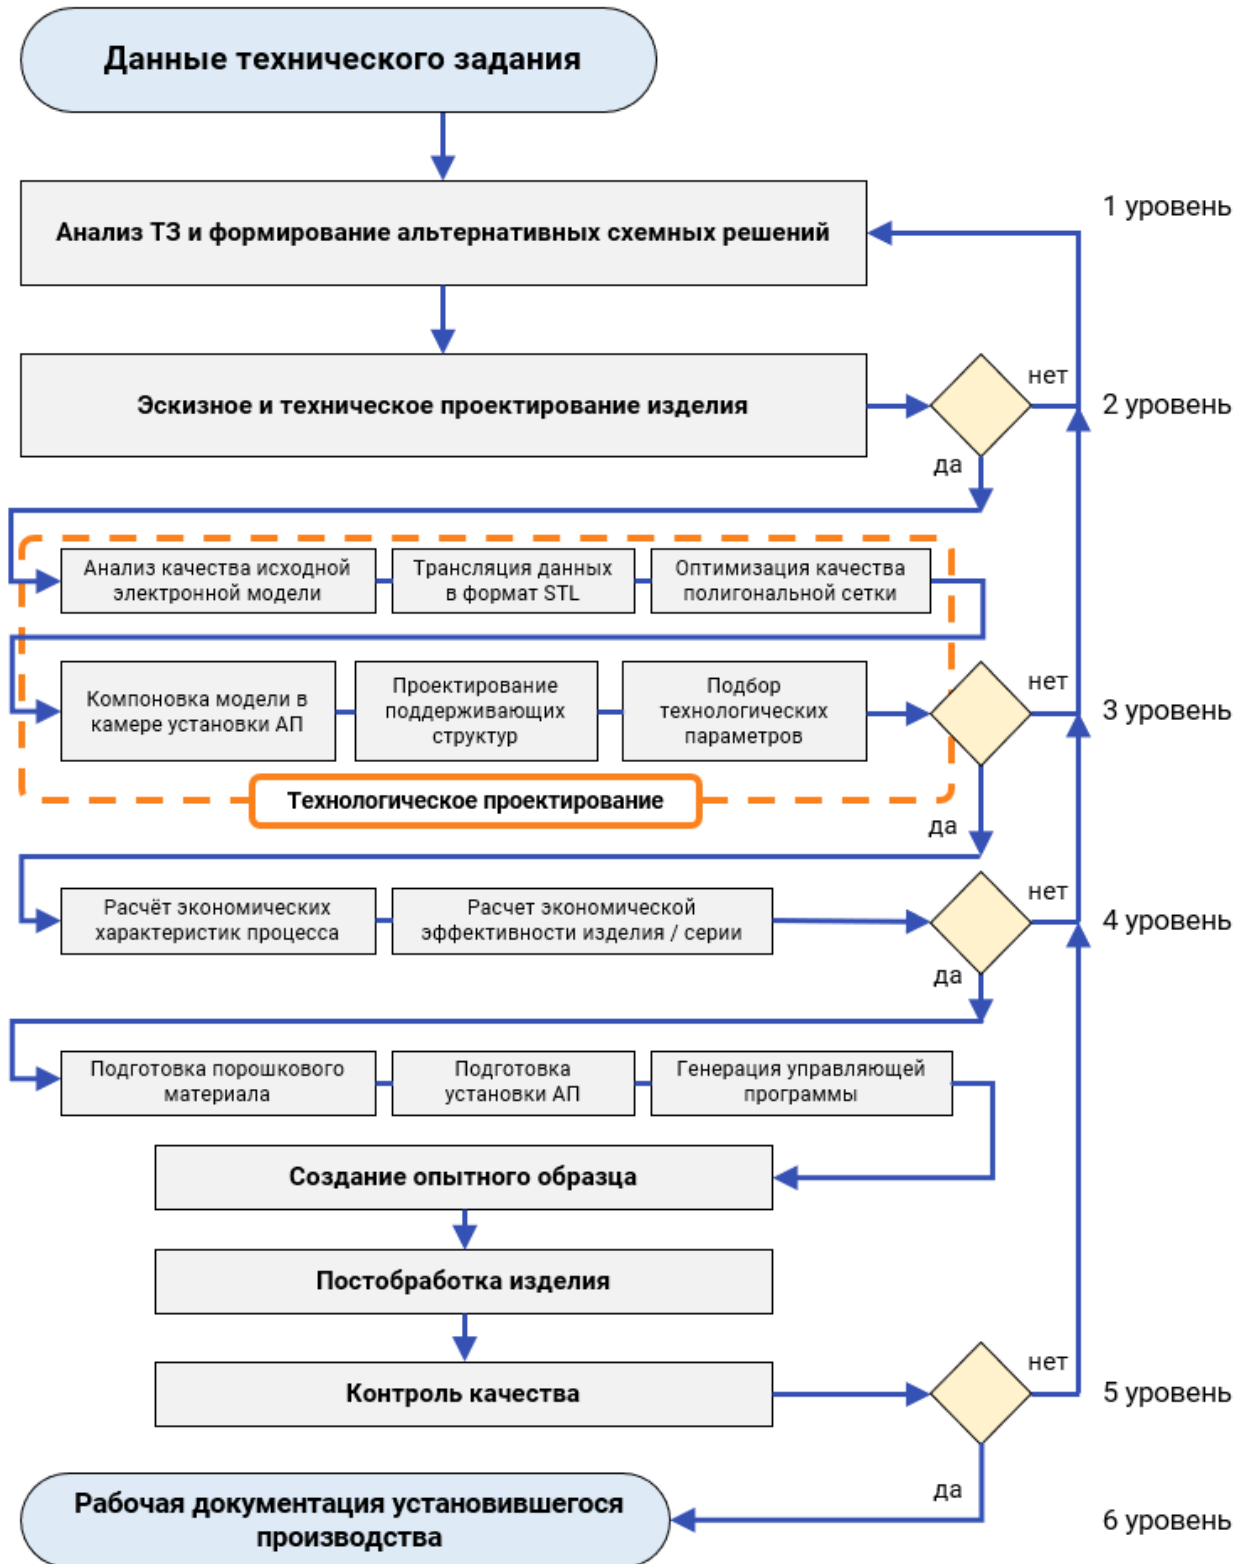 Данные технического задания
1 уровень
Анализ ТЗ и формирование альтернативных схемных решений
нет
Эскизное и техническое проектирование изделия
2 уровень
да
Анализ качества исходной
электронной модели
Трансляция данных
в формат STL
Оптимизация качества
полигональной сетки
Компоновка модели в
камере установки АП
Проектирование
поддерживающих
структур
Подбор
технологических
параметров
нет
3 уровень
Технологическое проектирование
да
Расчёт экономических
характеристик процесса
Расчет экономической
эффективности изделия / серии
нет
4 уровень
да
Подготовка порошкового
материала
Подготовка
установки АП
Генерация управляющей
программы
Создание опытного образца
Постобработка изделия
нет
Контроль качества
5 уровень
да
Рабочая документация установившегося
производства
6 уровень